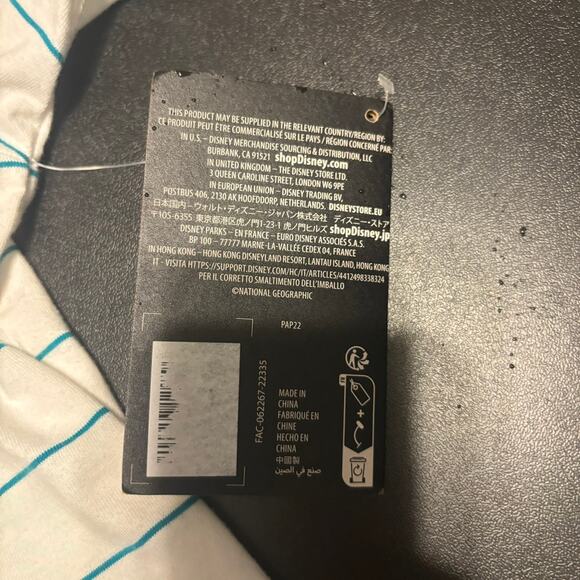 THIS PRODUCT MAY BE SUPPLIED IN THE RELEVANT COUNTRY/REGION BY:
CE PRODUIT PEUT ÊTRE COMMERCIALISÉ SUR LE PAYS / RÉGION CONCERNÉ PAR:
IN U.S. – DISNEY MERCHANDISE SOURCING & DISTRIBUTION, LLC
BURBANK, CA 91521 shopDisney.com
IN UNITED KINGDOM – THE DISNEY STORE LTD.
3 QUEEN CAROLINE STREET, LONDON W6 9PE
IN EUROPEAN UNION – DISNEY TRADING, B.V.
POSTBUS 406, 2130 AK HOOFDDORP, NETHERLANDS. DISNEYSTORE.EU
日本国内 – ウォルト・ディズニー・ジャパン株式会社 ディズニーストア
〒105-6355 東京都港区虎ノ門1-23-1 虎ノ門ヒルズ shopDisney.jp
DISNEY PARKS – EN FRANCE – EURO DISNEY ASSOCIÉS S.A.S.
BP 100 – 77777 MARNE-LA-VALLÉE CEDEX 04, FRANCE
IN HONG KONG – HONG KONG DISNEYLAND RESORT, LANTAU ISLAND, HONG KONG
IT - VISITA HTTPS://SUPPORT.DISNEY.COM/HC/IT/ARTICLES/4412498338324
PER IL CORRETTO SMALTIMENTO DELL'IMBALLO
©NATIONAL GEOGRAPHIC
PAP22
FAC-062267-22335
MADE IN
CHINA
FABRIQUÉ EN
CHINE
HECHO EN
CHINA
中國製
صنع في الصين